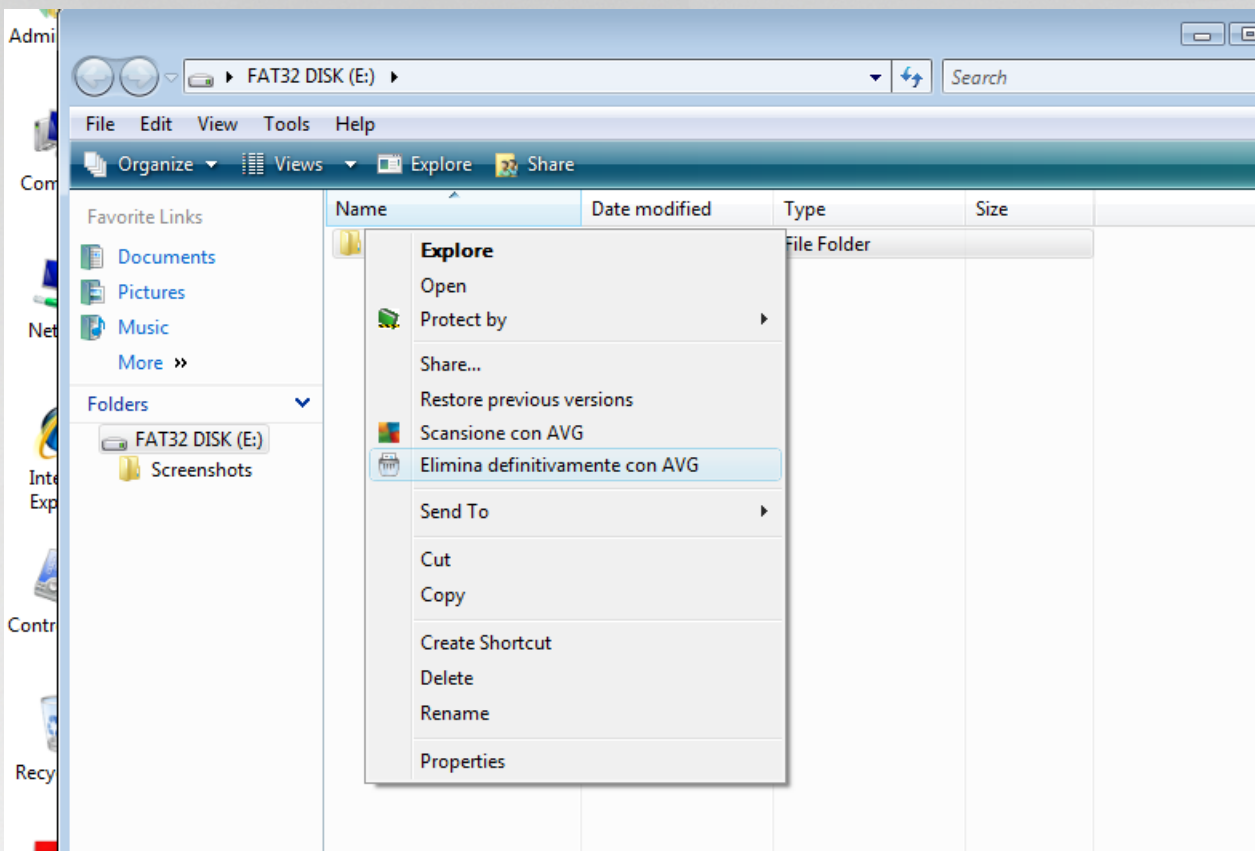 Admi
FAT32 DISK (E:)
Search
File Edit View Tools Help
Organize Views Explore Share
Com
Favorite Links
Name Date modified Type Size
File Folder
Documents
Pictures
Music
More »
Net
Folders
FAT32 DISK (E:)
Screenshots
Inte
Exp
Contr
Recy
Explore
Open
Protect by
Share...
Restore previous versions
Scansione con AVG
Elimina definitivamente con AVG
Send To
Cut
Copy
Create Shortcut
Delete
Rename
Properties